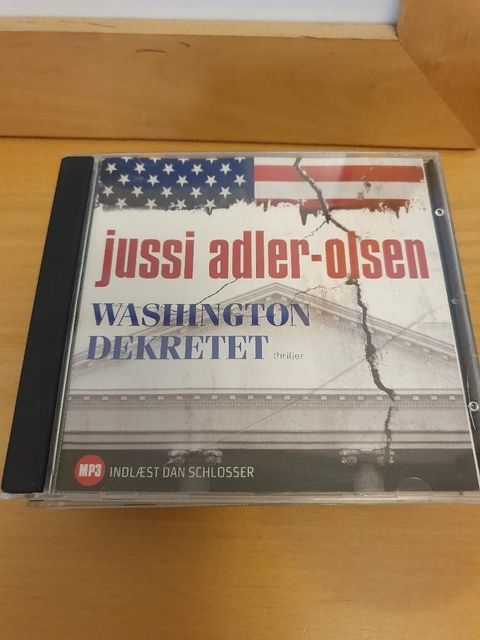 jussi adler-olsen
WASHINGTON
DEKRETET thriller
MP3 INDLÆST DAN SCHLOSSER